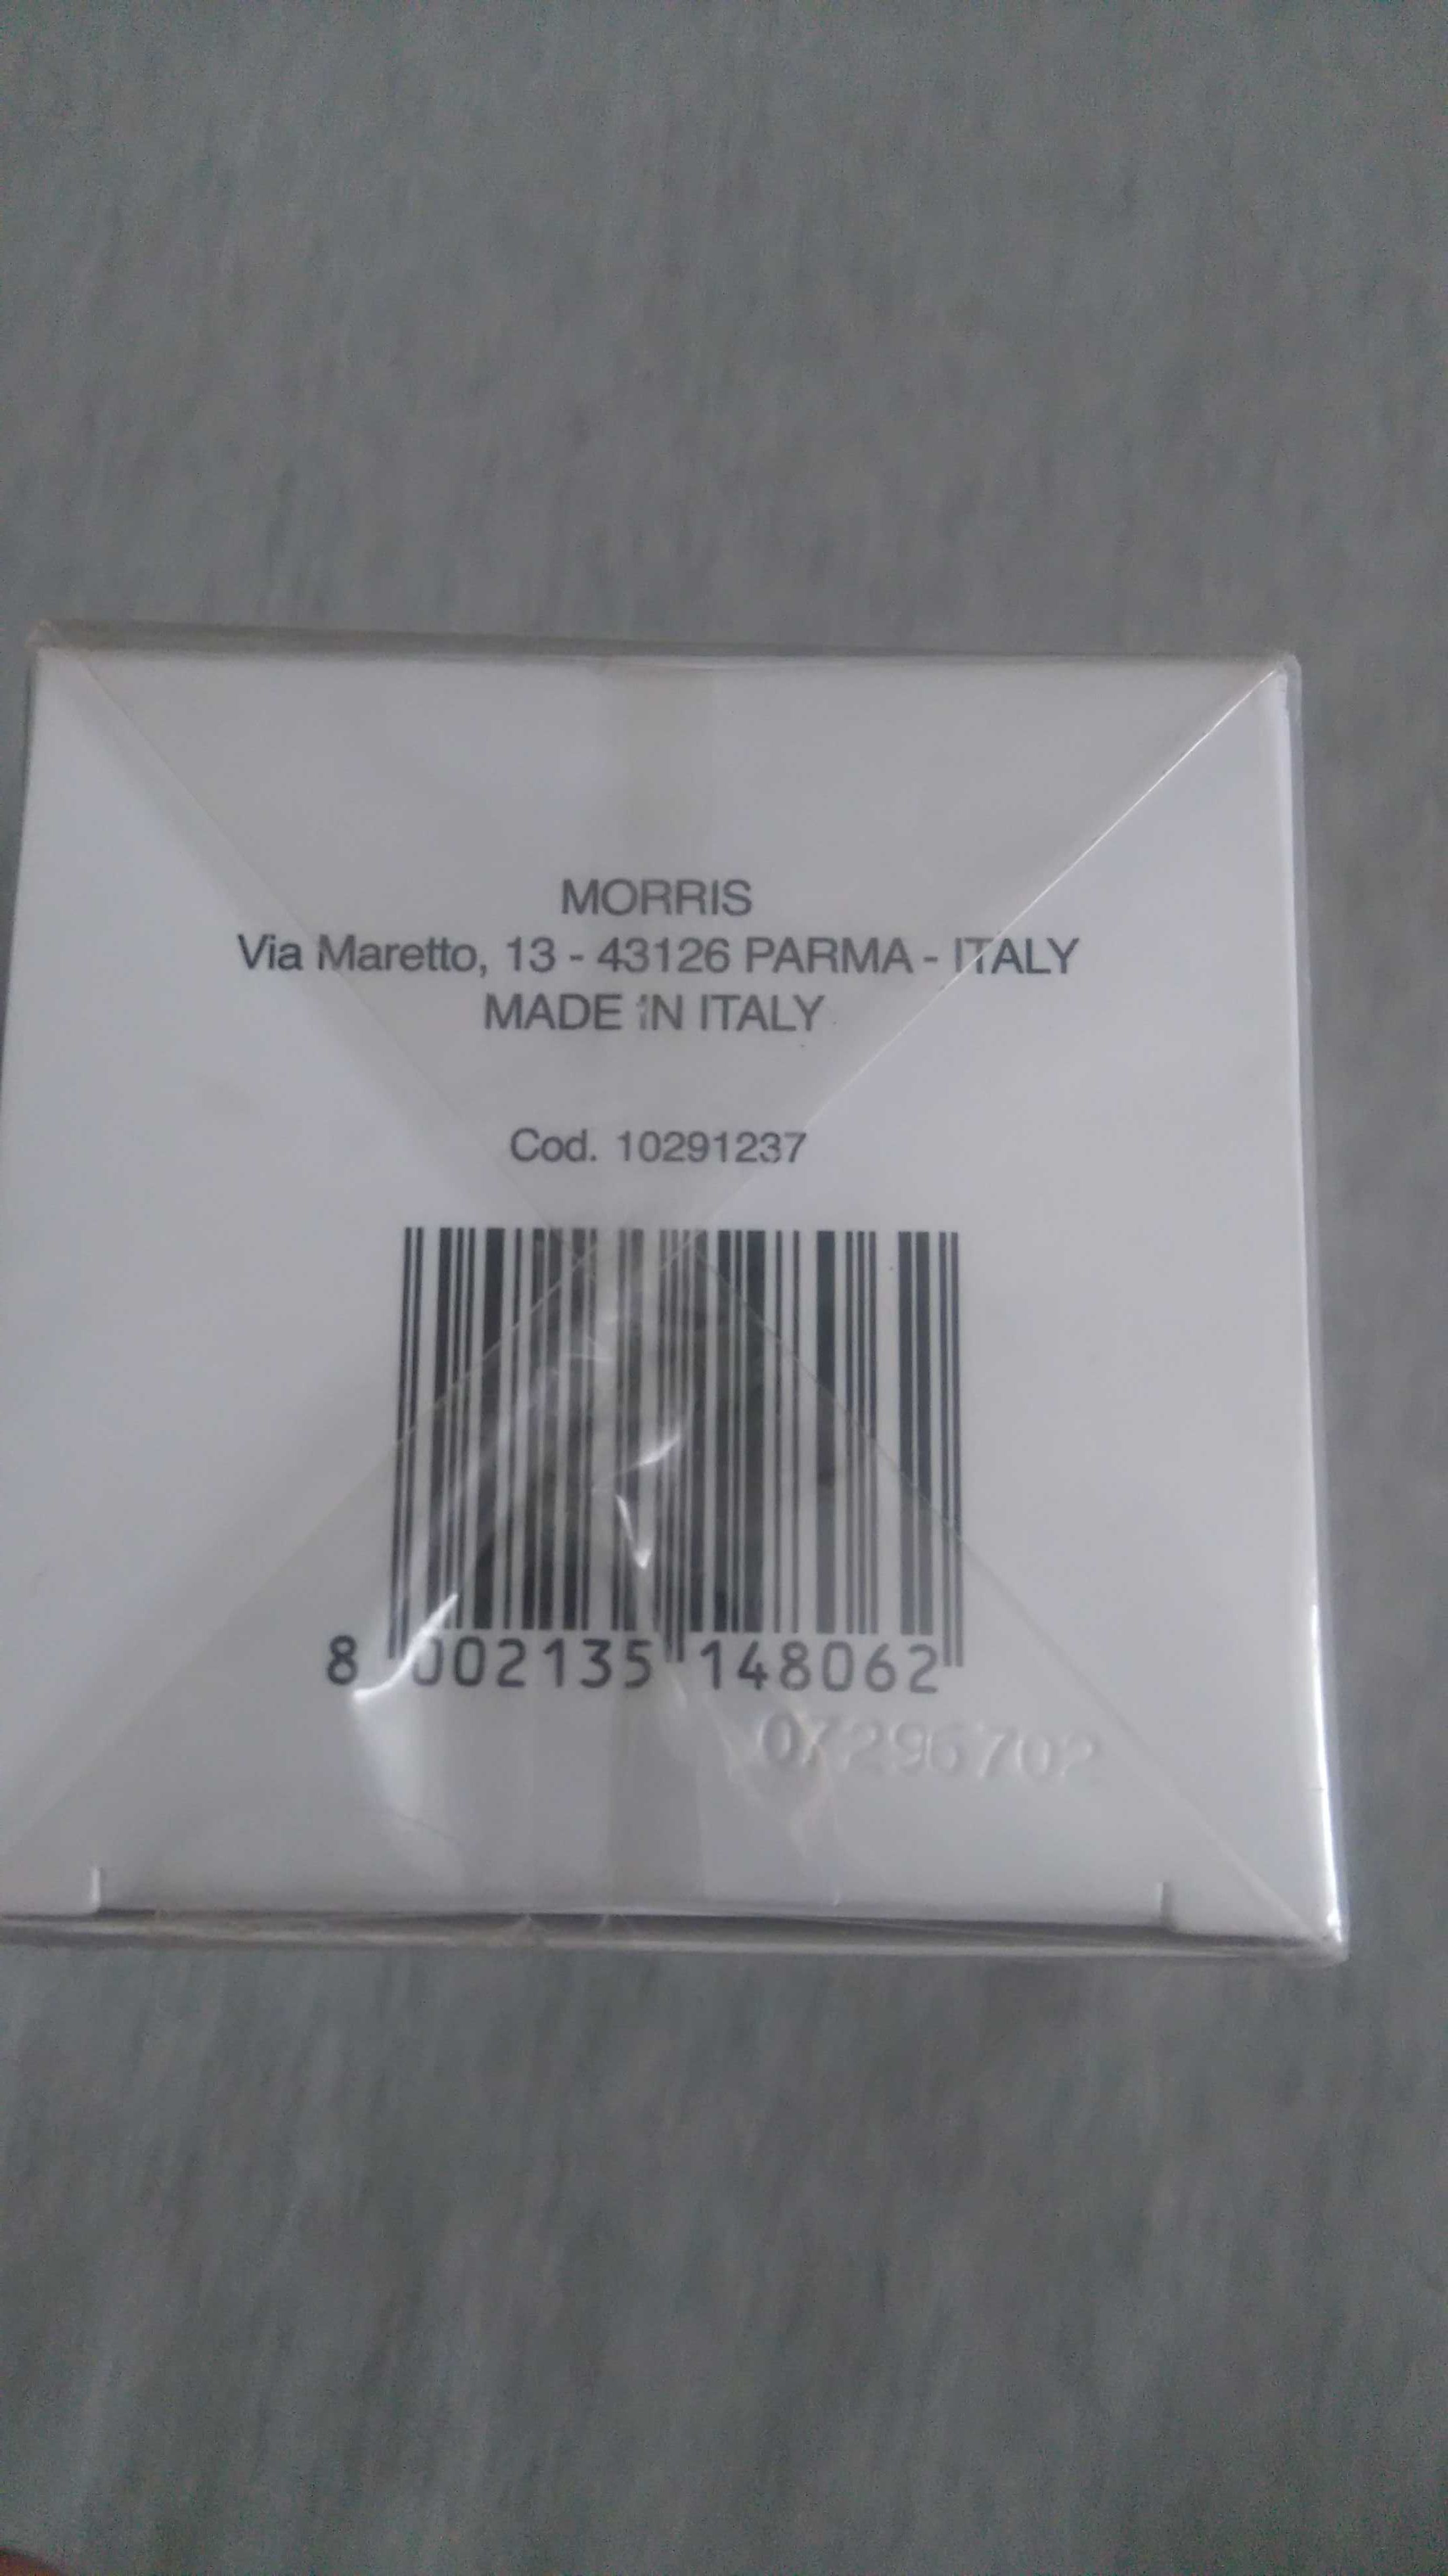 MORRIS
Via Maretto, 13 - 43126 PARMA - ITALY
MADE IN ITALY
Cod. 10291237
8 002135 148062
07296702